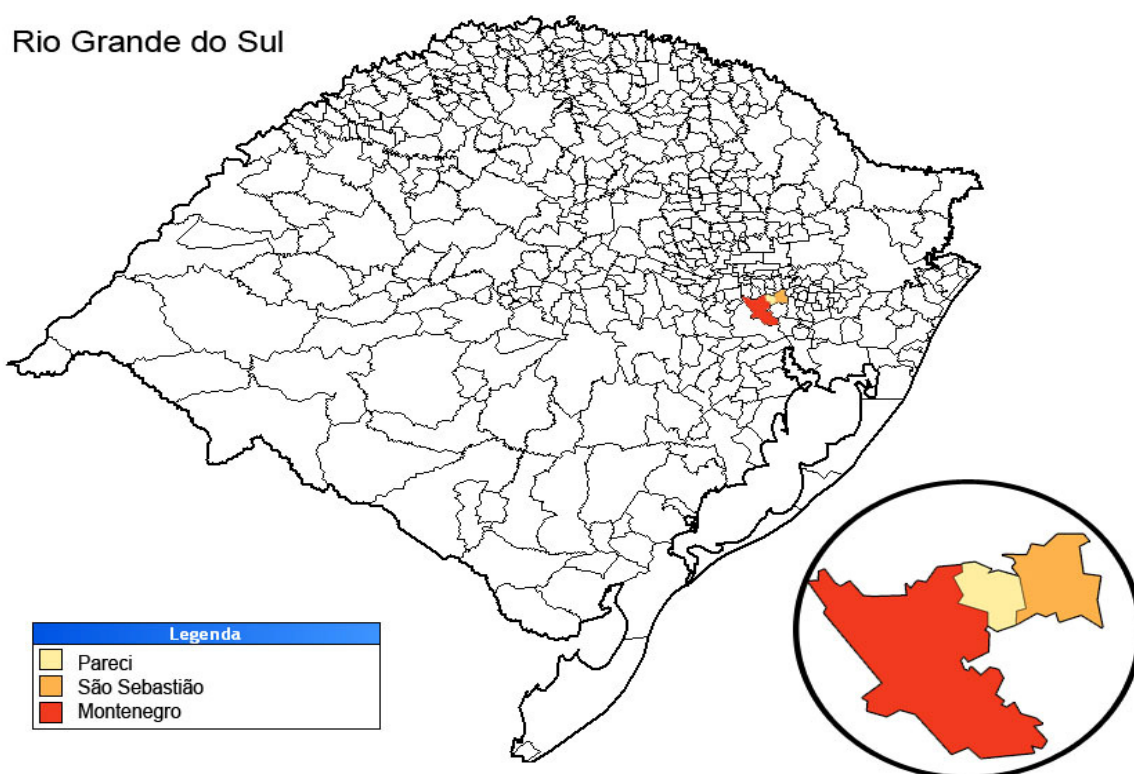 Rio Grande do Sul
Legenda
Pareci
São Sebastião
Montenegro